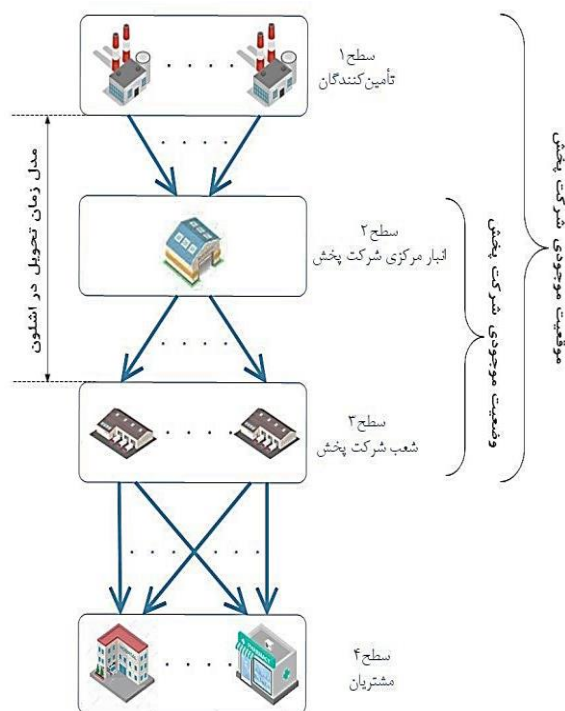 سطح۱
تأمین‌کنندگان
مدل زمان تحویل در اشلون
سطح۲
انبار مرکزی شرکت پخش
وضعیت موجودی شرکت پخش
موقعیت موجودی شرکت پخش
سطح۳
شعب شرکت پخش
سطح۴
مشتریان